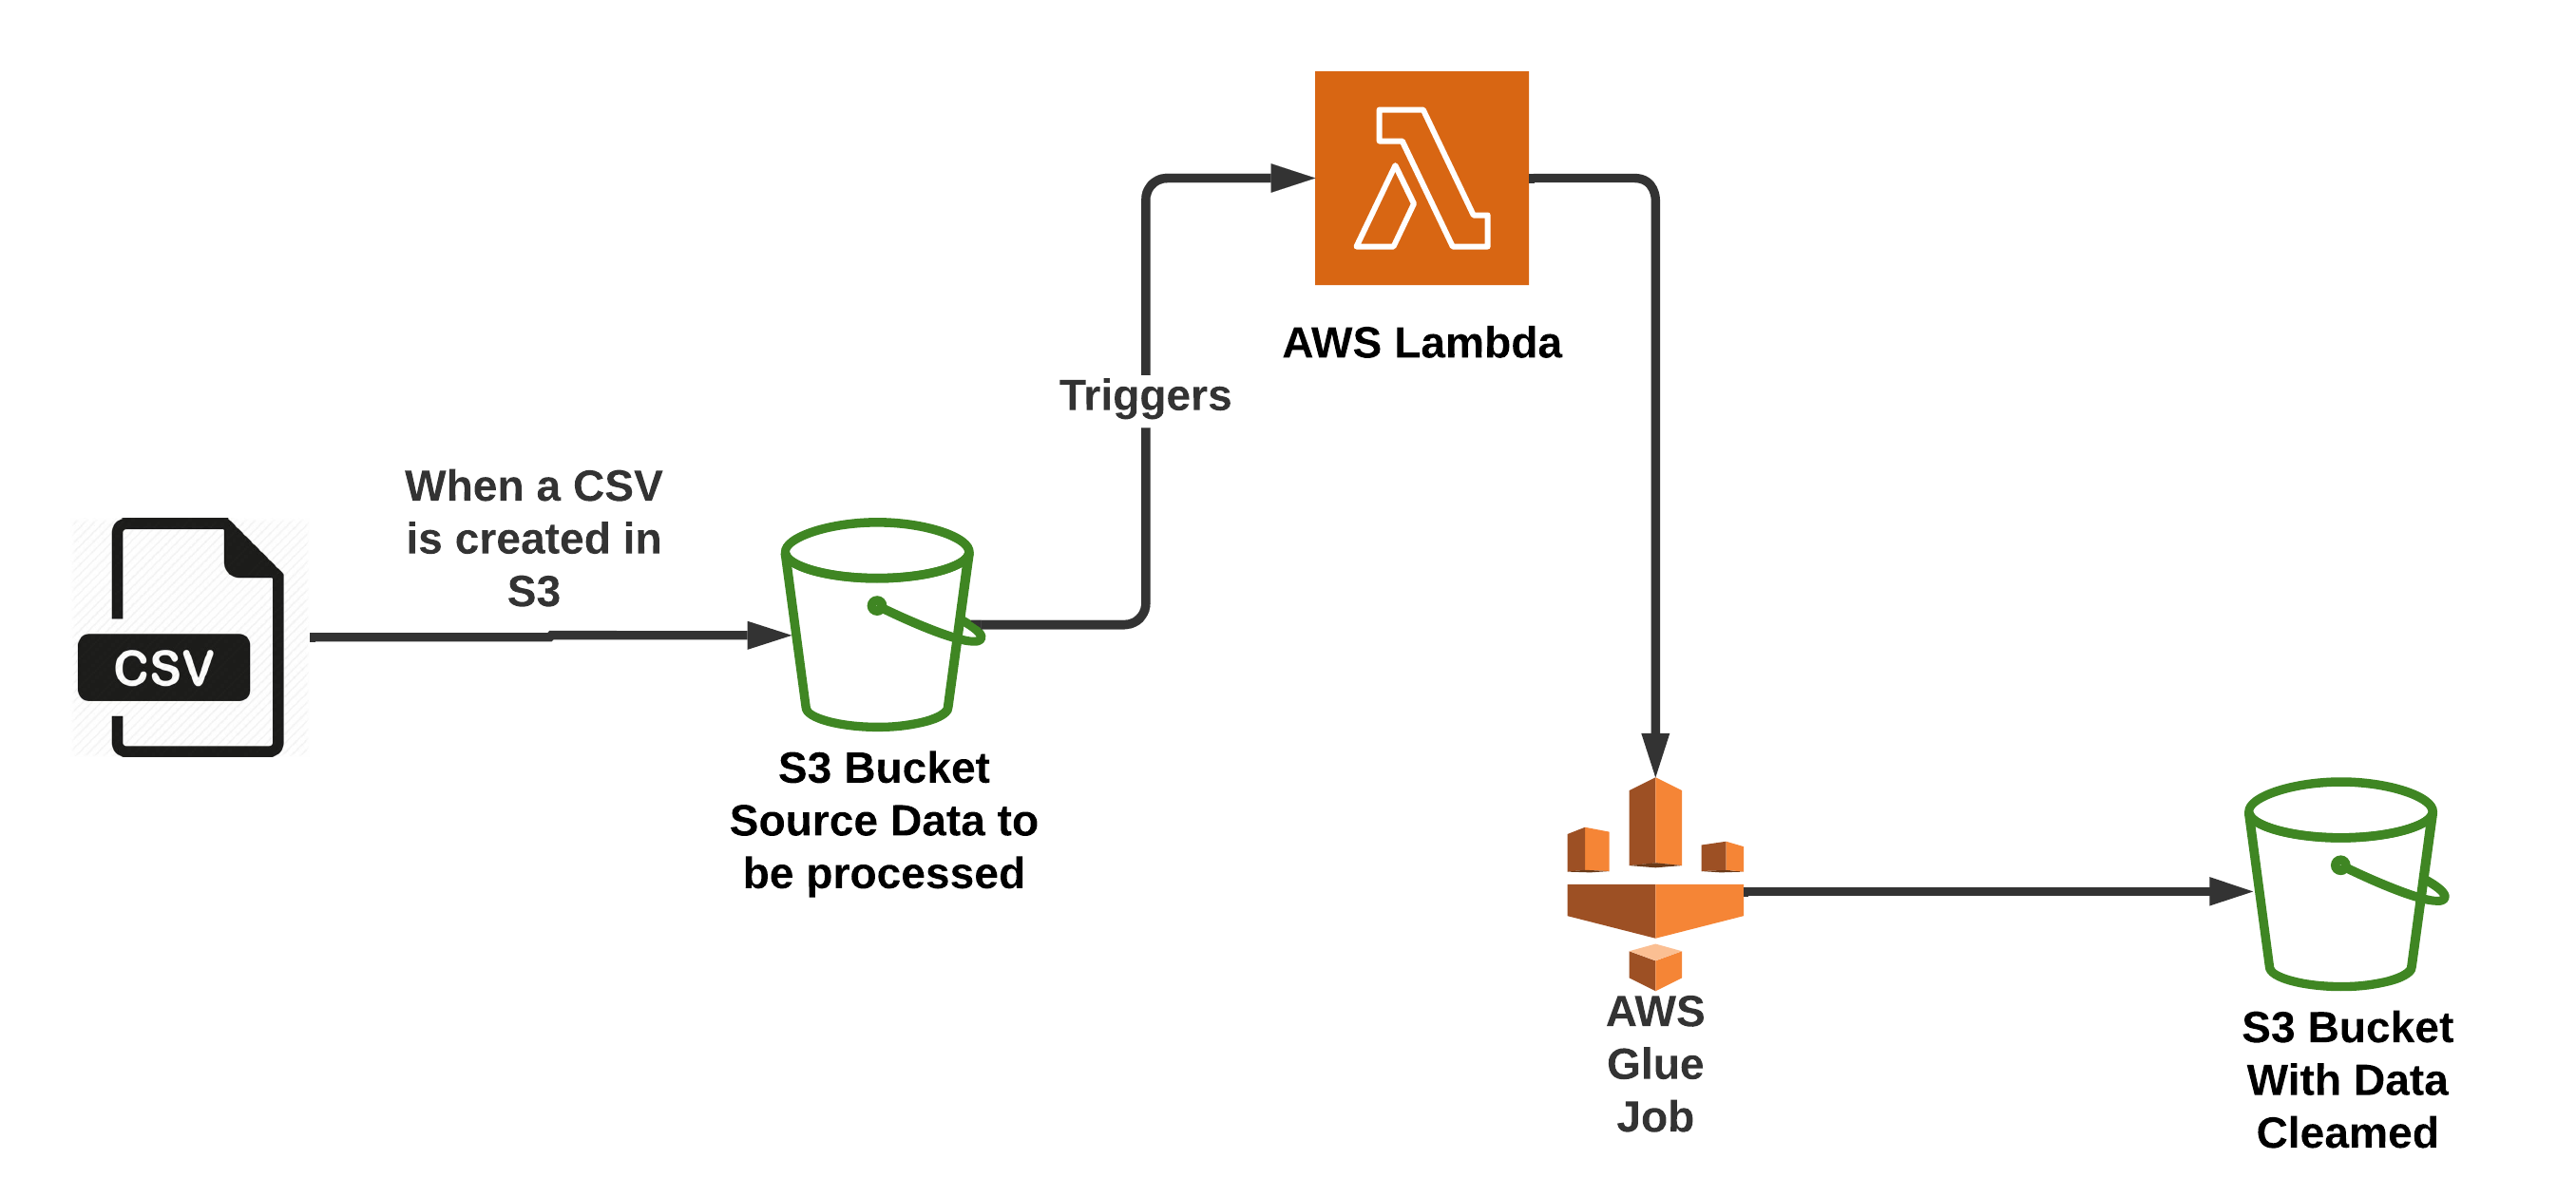 AWS Lambda
Triggers
When a CSV
is created in
S3
CSV
S3 Bucket
Source Data to
be processed
AWS
Glue
Job
S3 Bucket
With Data
Cleamed